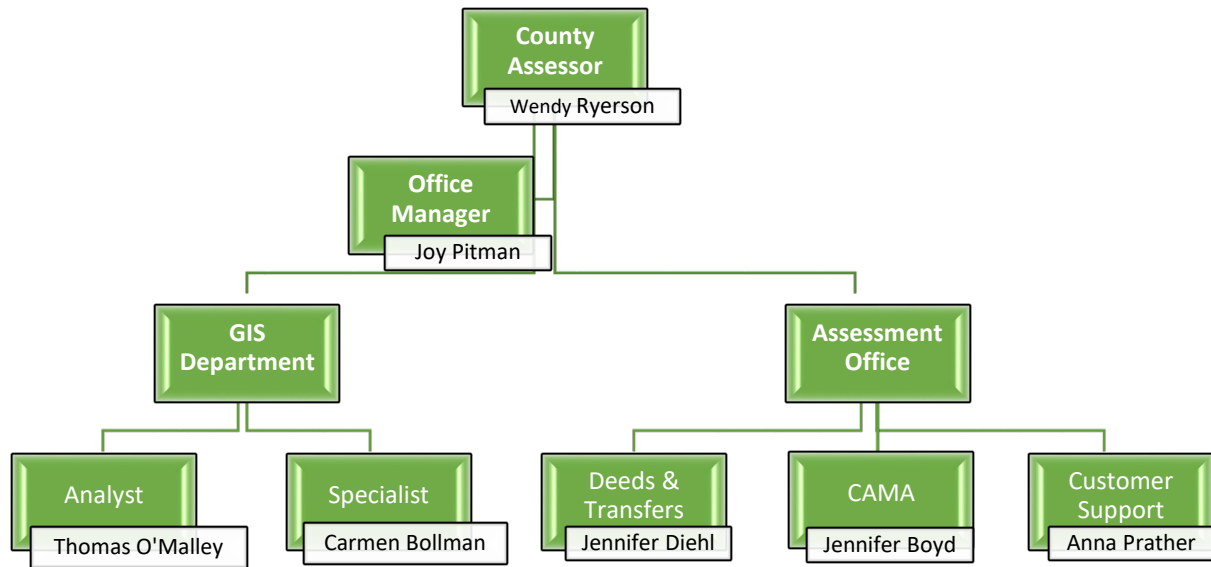 County
Assessor
Wendy Ryerson
Office
Manager
Joy Pitman
GIS
Department
Assessment
Office
Analyst
Thomas O'Malley
Specialist
Carmen Bollman
Deeds &
Transfers
Jennifer Diehl
CAMA
Jennifer Boyd
Customer
Support
Anna Prather